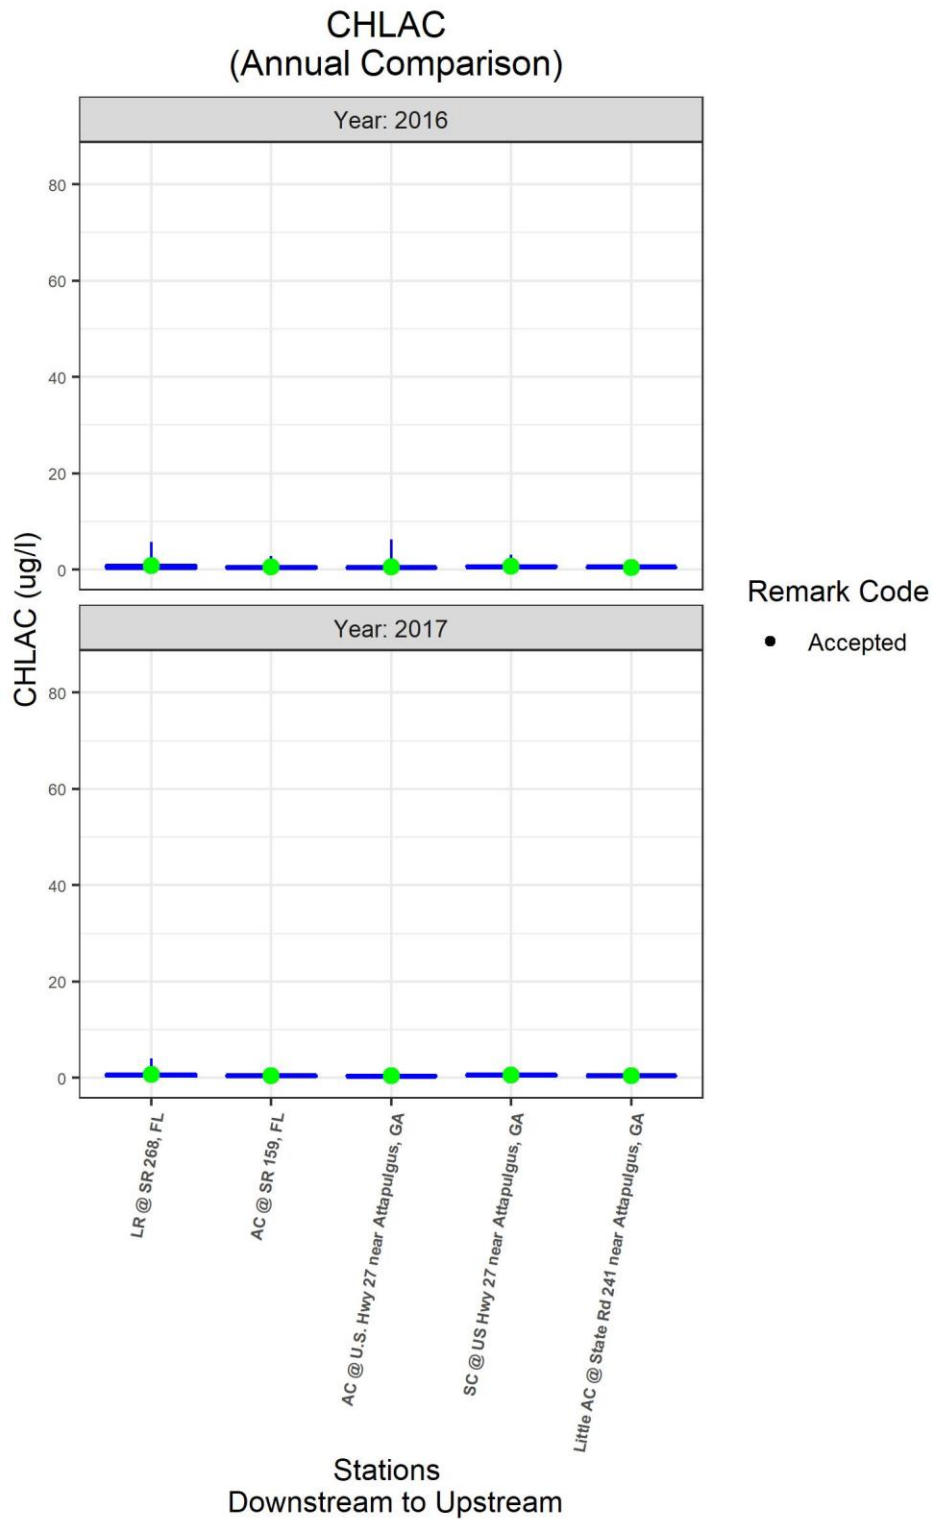 CHLAC
(Annual Comparison)
Year: 2016
80
60
40
20
0
CHLAC (ug/l)
Year: 2017
80
60
40
20
0
Remark Code
Accepted
LR @ SR 268, FL
AC @ SR 159, FL
AC @ U.S. Hwy 27 near Attapulgus, GA
SC @ US Hwy 27 near Attapulgus, GA
Little AC @ State Rd 241 near Attapulgus, GA
Stations
Downstream to Upstream